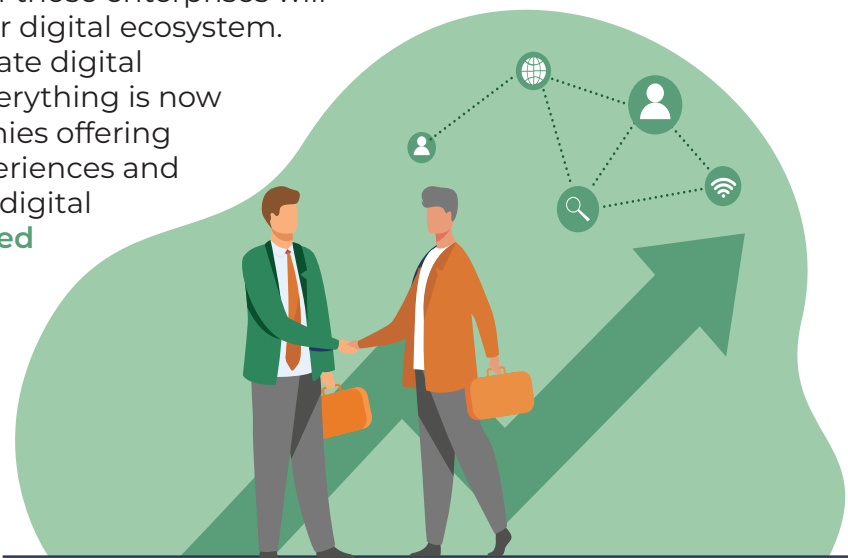 these enterprises will
r digital ecosystem.
ate digital
erything is now
nies offering
eriences and
digital
ed